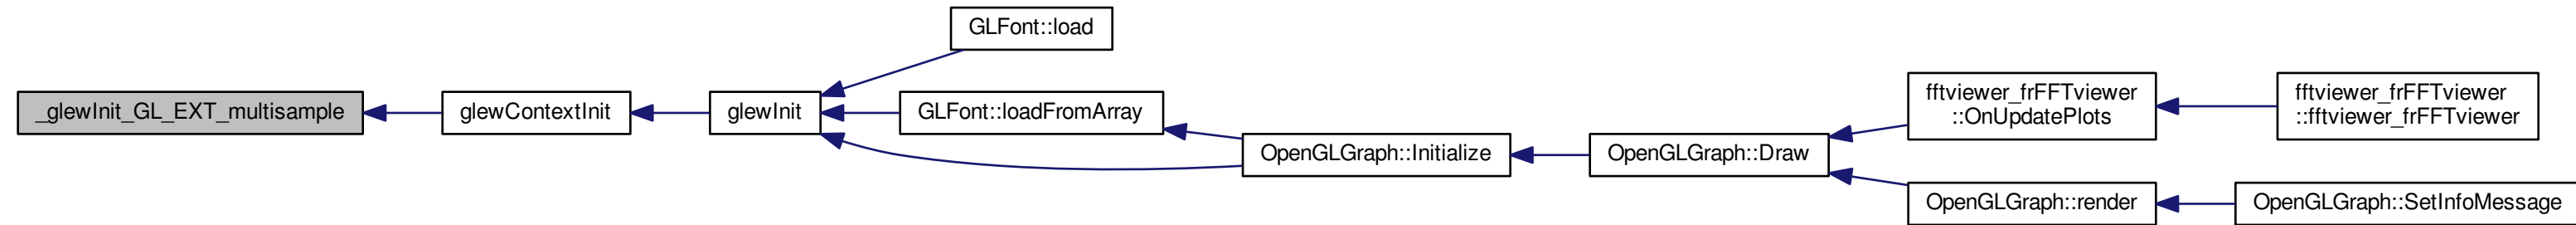 _glewInit_GL_EXT_multisample
glewContextInit
glewInit
GLFont::load
GLFont::loadFromArray
OpenGLGraph::Initialize
OpenGLGraph::Draw
fftviewer_frFFTviewer
::OnUpdatePlots
fftviewer_frFFTviewer
::fftviewer_frFFTviewer
OpenGLGraph::render
OpenGLGraph::SetInfoMessage